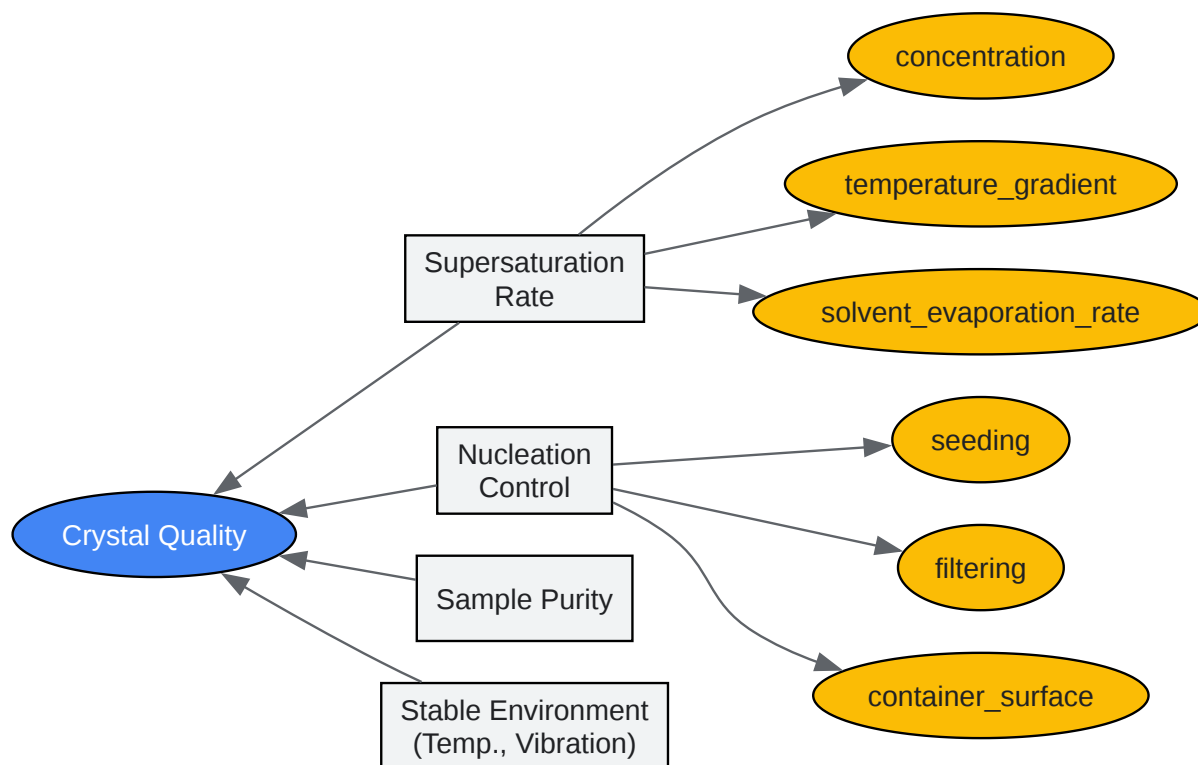 concentration
temperature_gradient
Supersaturation
Rate
solvent_evaporation_rate
seeding
Nucleation
Control
Crystal Quality
filtering
Sample Purity
container_surface
Stable Environment
(Temp., Vibration)